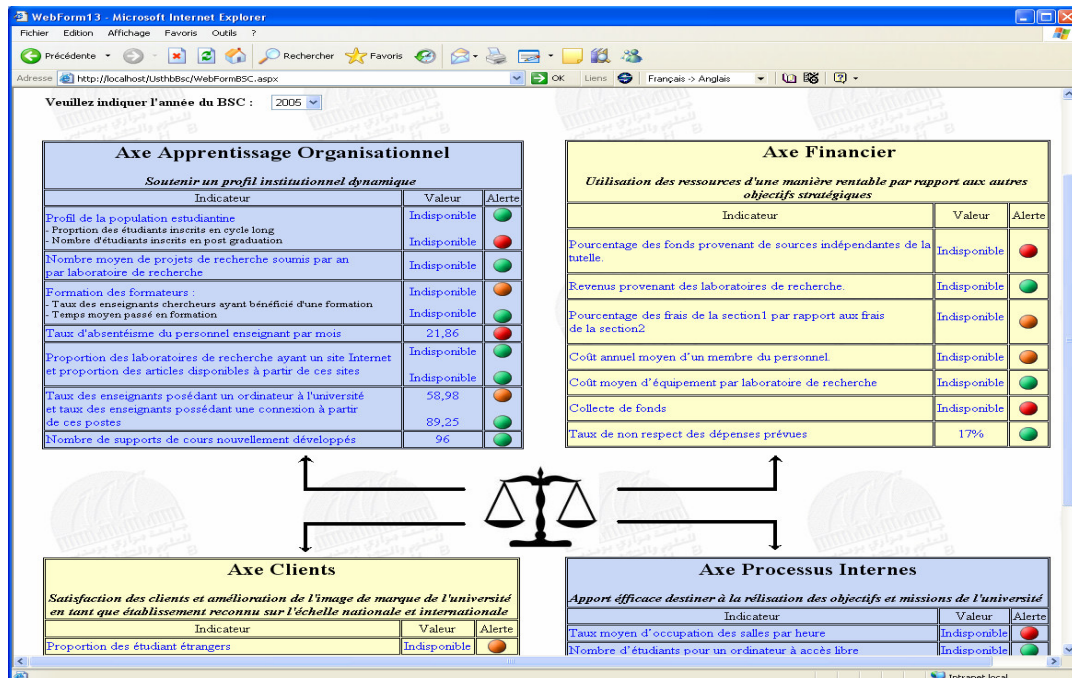 WebForm13 - Microsoft Internet Explorer
Fichier Edition Affichage Favoris Outils ?
Précédente Rechercher Favoris
Adresse http://localhost/UsthbBsc/WebFormBSC.aspx OK Liens Français -> Anglais
Veuillez indiquer l'année du BSC : 2005
Axe Apprentissage Organisationnel
Soutenir un profil institutionnel dynamique
Indicateur Valeur Alerte
Profil de la population estudiantine Indisponible
- Proprtion des étudiants inscrits en cycle long
- Nombre d'étudiants inscrits en post graduation Indisponible
Nombre moyen de projets de recherche soumis par an
par laboratoire de recherche Indisponible
Formation des formateurs : Indisponible
- Taux des enseignants chercheurs ayant bénéficié d'une formation
- Temps moyen passé en formation Indisponible
Taux d'absentéisme du personnel enseignant par mois 21,86
Proportion des laboratoires de recherche ayant un site Internet Indisponible
et proportion des articles disponibles à partir de ces sites Indisponible
Taux des enseignants posédant un ordinateur à l'université 58,98
et taux des enseignants possédant une connexion à partir
de ces postes 89,25
Nombre de supports de cours nouvellement développés 96
Axe Financier
Utilisation des ressources d'une manière rentable par rapport aux autres
objectifs stratégiques
Indicateur Valeur Alerte
Pourcentage des fonds provenant de sources indépendantes de la
tutelle. Indisponible
Revenus provenant des laboratoires de recherche. Indisponible
Pourcentage des frais de la section1 par rapport aux frais
de la section2 Indisponible
Coût annuel moyen d'un membre du personnel. Indisponible
Coût moyen d'équipement par laboratoire de recherche Indisponible
Collecte de fonds Indisponible
Taux de non respect des dépenses prévues 17%
Axe Clients
Satisfaction des clients et amélioration de l'image de marque de l'université
en tant que établissement reconnu sur l'échelle nationale et internationale
Indicateur Valeur Alerte
Proportion des étudiant étrangers Indisponible
Axe Processus Internes
Apport éfficace destiner à la rélisation des objectifs et missions de l'université
Indicateur Valeur Alerte
Taux moyen d'occupation des salles par heure Indisponible
Nombre d'étudiants pour un ordinateur à accès libre Indisponible
Intranet local